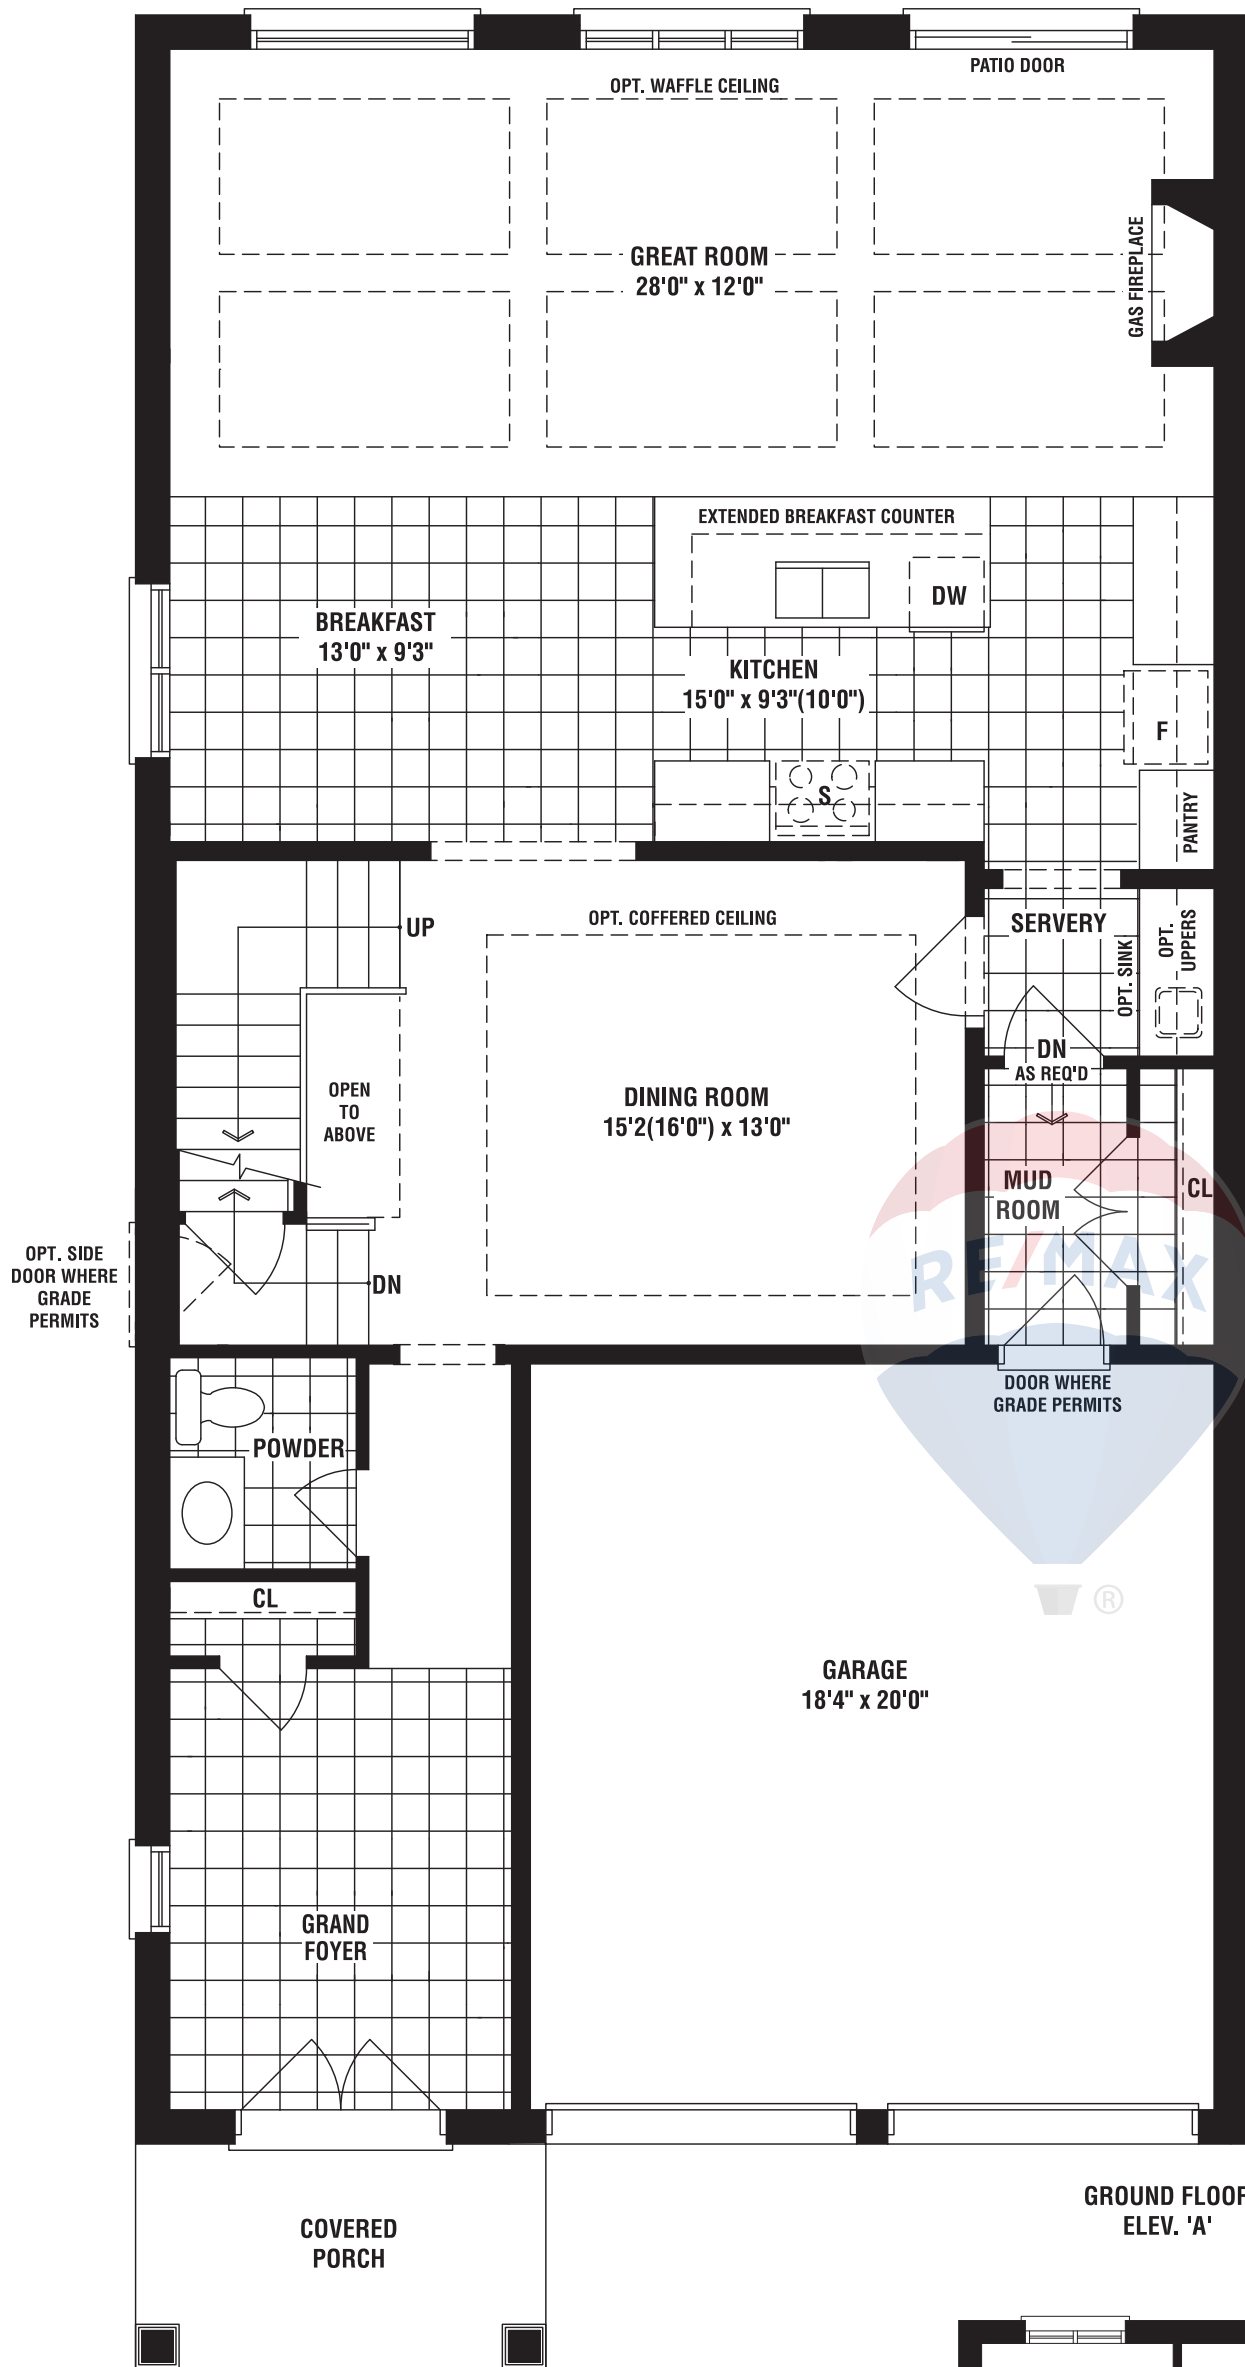 PATIO DOOR
OPT. WAFFLE CEILING
GREAT ROOM
28'0" x 12'0"
GAS FIREPLACE
EXTENDED BREAKFAST COUNTER
DW
BREAKFAST
13'0" x 9'3"
KITCHEN
15'0" x 9'3"(10'0")
F
S
PANTRY
UP
OPT. COFFERED CEILING
SERVERY
OPT. SINK
OPT.
UPPERS
DN
AS REQ'D
OPEN
TO
ABOVE
DINING ROOM
15'2(16'0") x 13'0"
MUD
ROOM
CL
RE/MAX
OPT. SIDE
DOOR WHERE
GRADE
PERMITS
DN
DOOR WHERE
GRADE PERMITS
POWDER
CL
®
GARAGE
18'4" x 20'0"
GRAND
FOYER
GROUND FLOOR
ELEV. 'A'
COVERED
PORCH